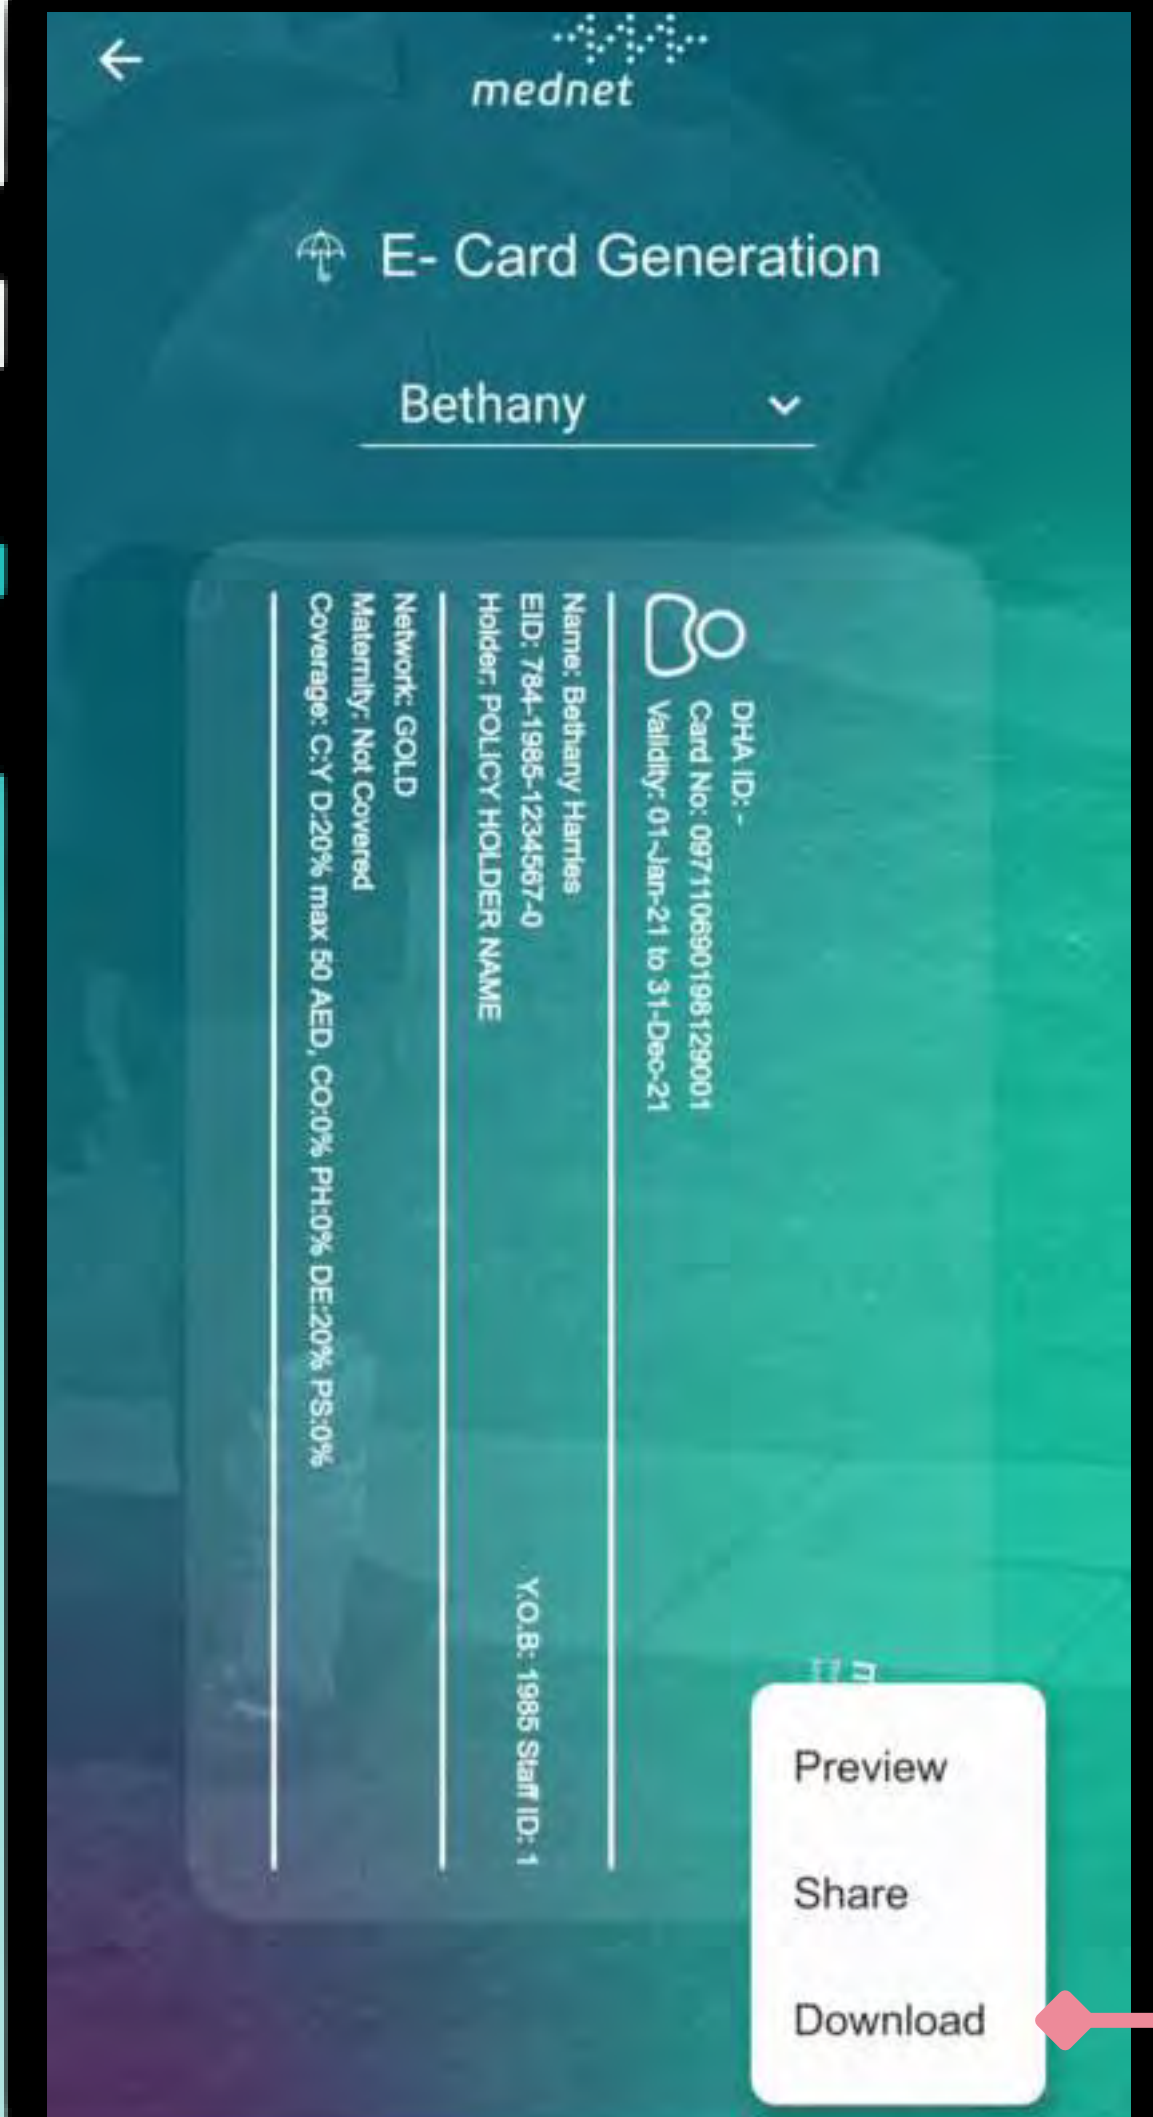 mednet
E- Card Generation
Bethany
DHA ID: -
Card No: 097110690198129001
Validity: 01-Jan-21 to 31-Dec-21
Name: Bethany Harries
EID: 784-1985-1234567-0
Y.O.B: 1985 Staff ID: 1
Holder: POLICY HOLDER NAME
Network: GOLD
Maternity: Not Covered
Coverage: C:Y D:20% max 50 AED, CO:0% PH:0% DE:20% PS:0%
Preview
Share
Download